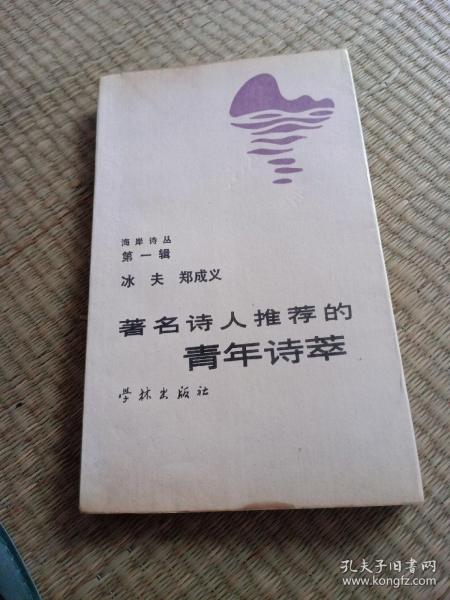 海岸诗丛
第一辑
冰夫 郑成义
著名诗人推荐的
青年诗萃
学林出版社
孔夫子旧书网
www.kongfz.com